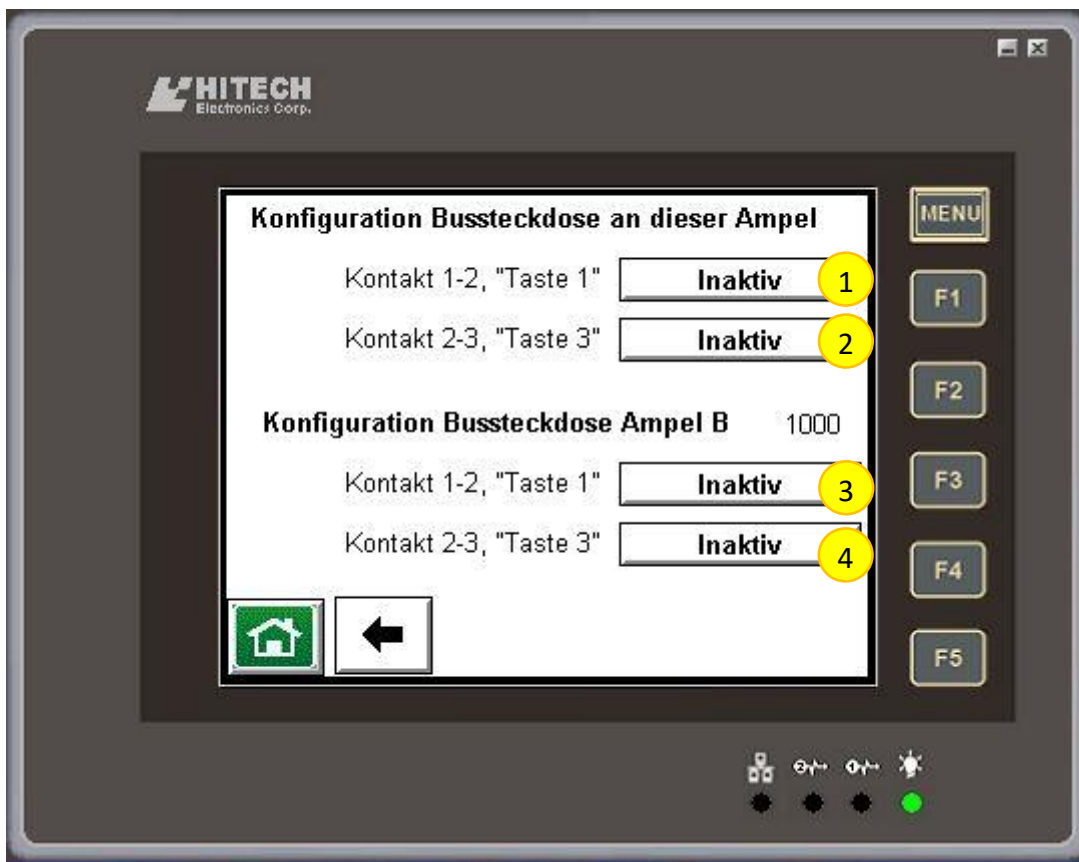 HITECH
Electronics Corp.
Konfiguration Bussteckdose an dieser Ampel
Kontakt 1-2, "Taste 1" Inaktiv 1
Kontakt 2-3, "Taste 3" Inaktiv 2
Konfiguration Bussteckdose Ampel B 1000
Kontakt 1-2, "Taste 1" Inaktiv 3
Kontakt 2-3, "Taste 3" Inaktiv 4
MENU
F1
F2
F3
F4
F5
2 1